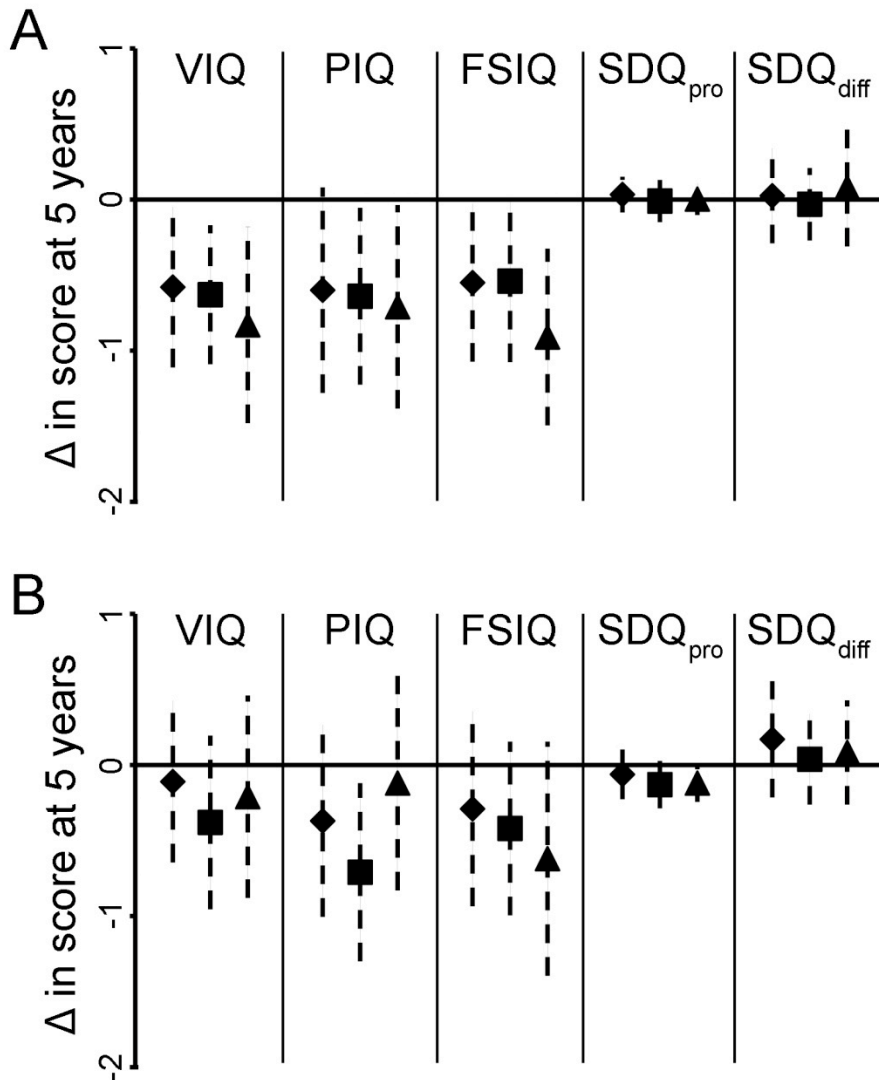 A
VIQ PIQ FSIQ SDQpro SDQdiff
1
0
-1
-2
Δ in score at 5 years
B
VIQ PIQ FSIQ SDQpro SDQdiff
1
0
-1
-2
Δ in score at 5 years